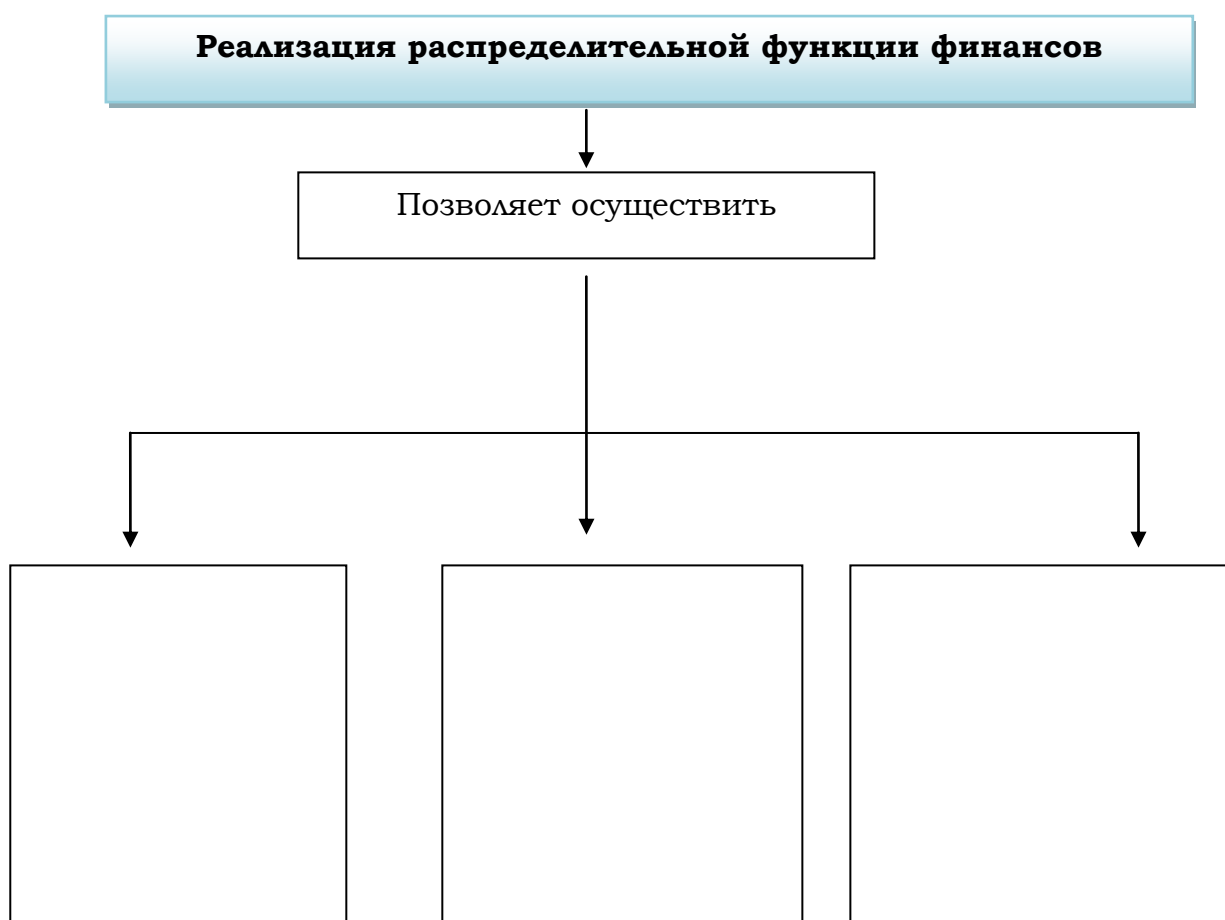 Реализация распределительной функции финансов
Позволяет осуществить